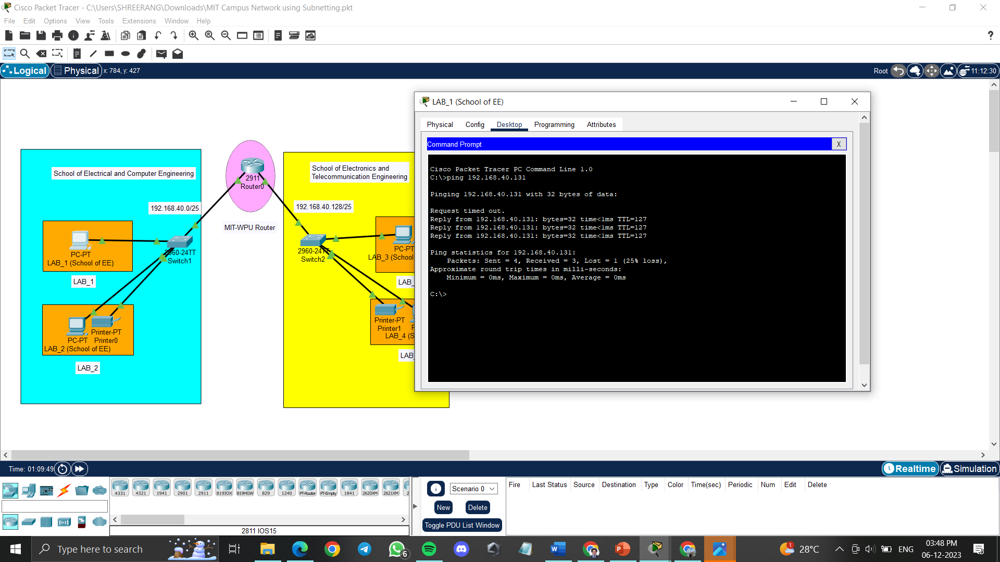 Cisco Packet Tracer - C:\Users\SHREERANG\Downloads\MIT Campus Network using Subnetting.pkt
File Edit Options View Tools Extensions Window Help
?
Logical Physical x: 784, y: 427 Root 11:12:30
LAB_1 (School of EE)
Physical Config Desktop Programming Attributes
Command Prompt X
Cisco Packet Tracer PC Command Line 1.0
C:\>ping 192.168.40.131
Pinging 192.168.40.131 with 32 bytes of data:
Request timed out.
Reply from 192.168.40.131: bytes=32 time<1ms TTL=127
Reply from 192.168.40.131: bytes=32 time<1ms TTL=127
Reply from 192.168.40.131: bytes=32 time<1ms TTL=127
Ping statistics for 192.168.40.131:
Packets: Sent = 4, Received = 3, Lost = 1 (25% loss),
Approximate round trip times in milli-seconds:
Minimum = 0ms, Maximum = 0ms, Average = 0ms
C:\>
School of Electrical and Computer Engineering
192.168.40.0/25
PC-PT
LAB_1 (School of EE)
LAB_1
2960-24TT
Switch1
PC-PT
LAB_2 (School of EE)
Printer-PT
Printer0
LAB_2
2911
Router0
MIT-WPU Router
School of Electronics and
Telecommunication Engineering
192.168.40.128/25
2960-24TT
Switch2
PC-PT
LAB_3 (School
LAB_
Printer-PT
Printer1
LAB_4 (S
LAB_
Time: 01:09:49 Realtime Simulation
4331 4321 1941 2901 2911 819IOX 819HGW 829 1240 PT-Router PT-Empty 1841 2620XM 2621XM
2811 IOS15
Scenario 0
New Delete
Toggle PDU List Window
Fire Last Status Source Destination Type Color Time(sec) Periodic Num Edit Delete
Type here to search
6
1 28°C ENG
03:48 PM
06-12-2023